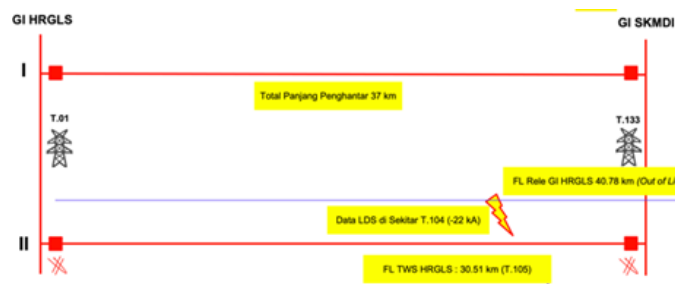 GI HRGLS
GI SKMDI
I
Total Panjang Penghantar 37 km
T.01
T.133
FL Rele GI HRGLS 40.78 km (Out of Li
Data LDS di Sekitar T.104 (-22 kA)
II
FL TWS HRGLS : 30.51 km (T.105)